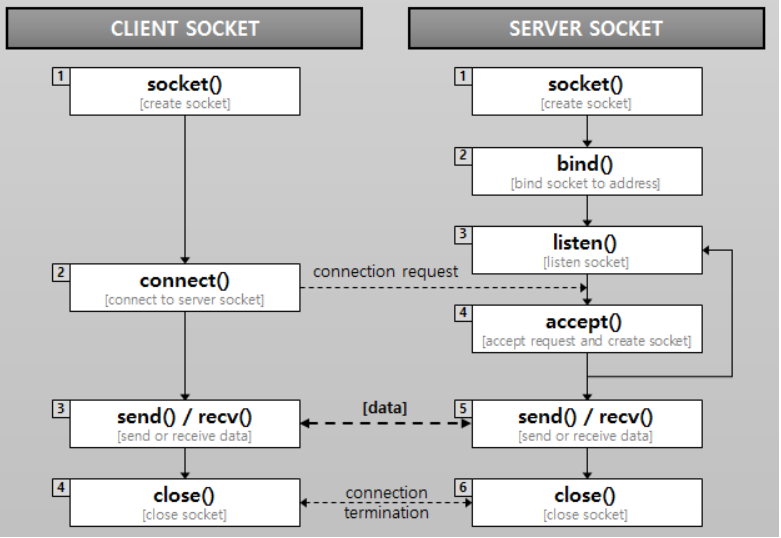 CLIENT SOCKET
1
socket()
[create socket]
2
connect()
[connect to server socket]
3
send() / recv()
[send or receive data]
4
close()
[close socket]
connection request
[data]
connection
termination
SERVER SOCKET
1
socket()
[create socket]
2
bind()
[bind socket to address]
3
listen()
[listen socket]
4
accept()
[accept request and create socket]
5
send() / recv()
[send or receive data]
6
close()
[close socket]